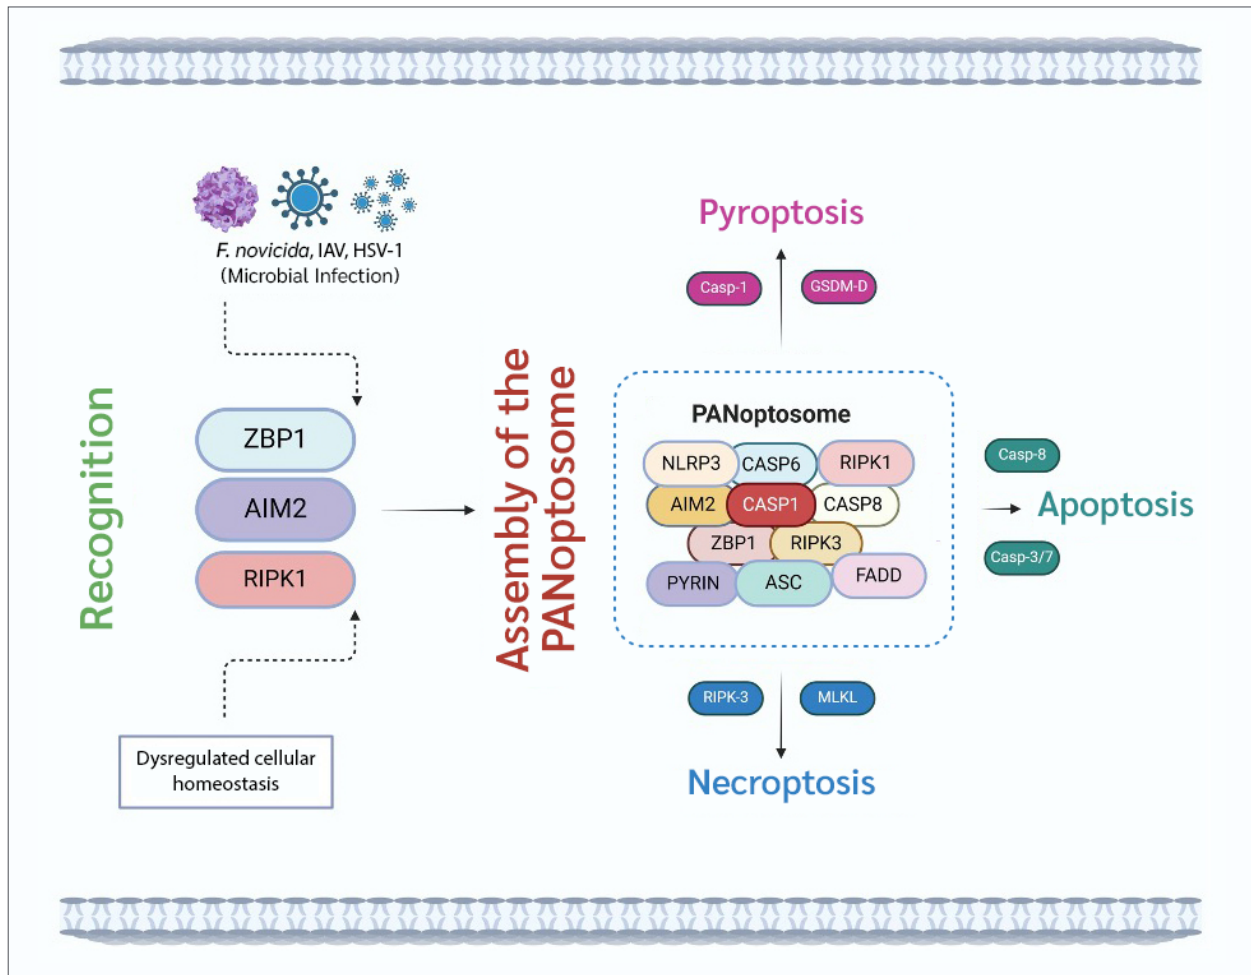 F. novicida, IAV, HSV-1
(Microbial Infection)
Recognition
ZBP1
AIM2
RIPK1
Dysregulated cellular
homeostasis
Assembly of the
PANoptosome
Pyroptosis
Casp-1
GSDM-D
PANoptosome
NLRP3
CASP6
RIPK1
AIM2
CASP1
CASP8
ZBP1
RIPK3
PYRIN
ASC
FADD
Casp-8
Apoptosis
Casp-3/7
RIPK-3
MLKL
Necroptosis